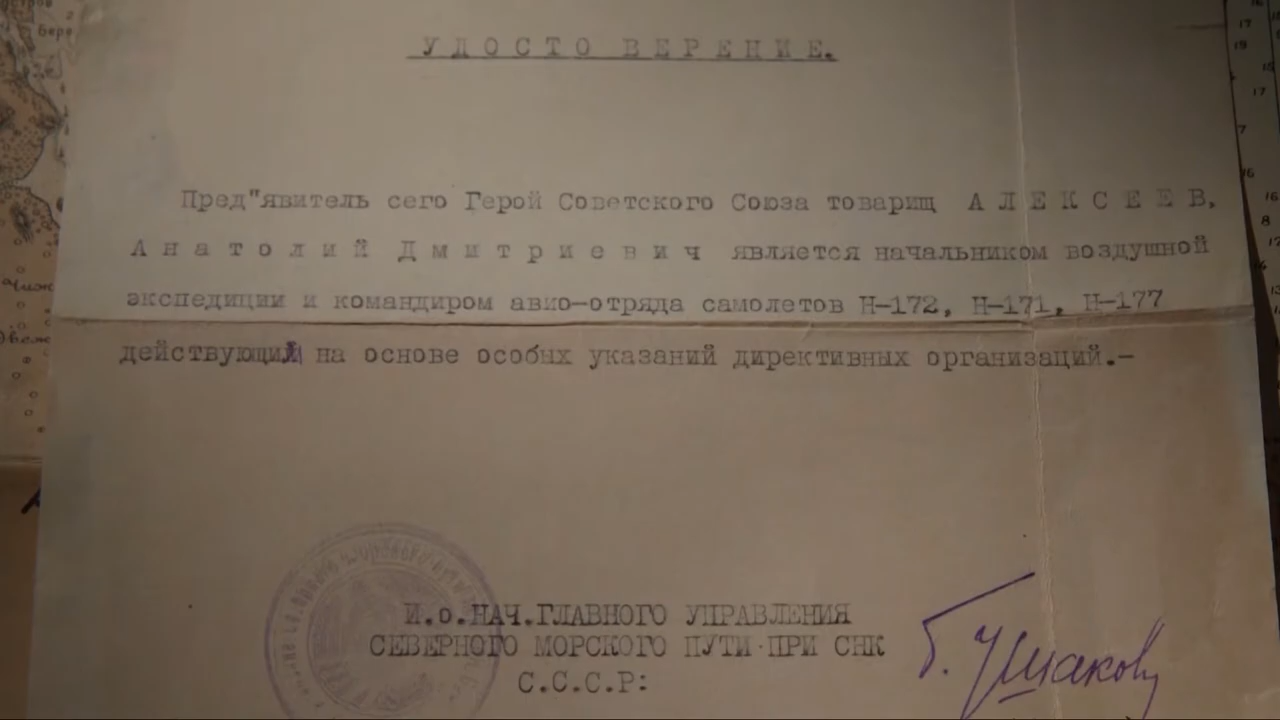 УДОСТОВЕРЕНИЕ.
Пред"явитель сего Герой Советского Союза товарищ АЛЕКСЕЕВ,
Анатолий Дмитриевич является начальником воздушной
экспедиции и командиром авио-отряда самолетов Н-172, Н-171, Н-177
действующий на основе особых указаний директивных организаций.-
И.о.НАЧ.ГЛАВНОГО УПРАВЛЕНИЯ
СЕВЕРНОГО МОРСКОГО ПУТИ ПРИ СНК
С.С.С.Р:
Г. Ушаков